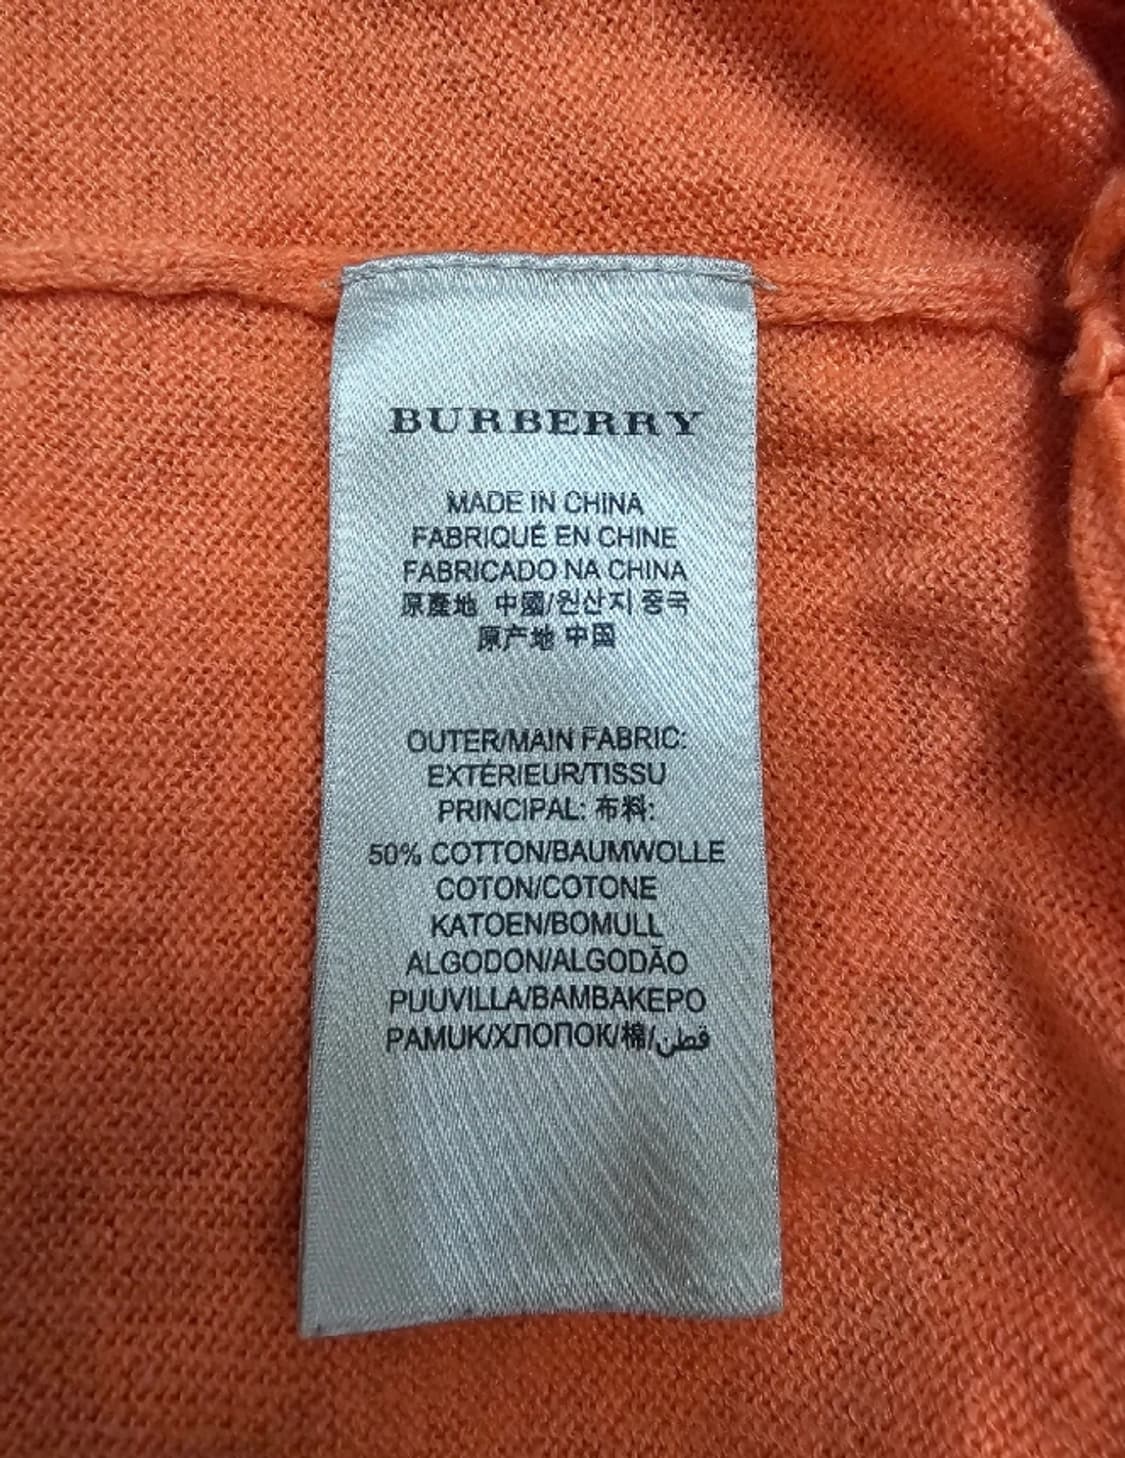 BURBERRY
MADE IN CHINA
FABRIQUÉ EN CHINE
FABRICADO NA CHINA
原產地 中國/원산지 중국
原产地 中国
OUTER/MAIN FABRIC:
EXTÉRIEUR/TISSU
PRINCIPAL: 布料:
50% COTTON/BAUMWOLLE
COTON/COTONE
KATOEN/BOMULL
ALGODON/ALGODÃO
PUUVILLA/BAMBAKEPO
PAMUK/ХЛОПОК/棉/قطن